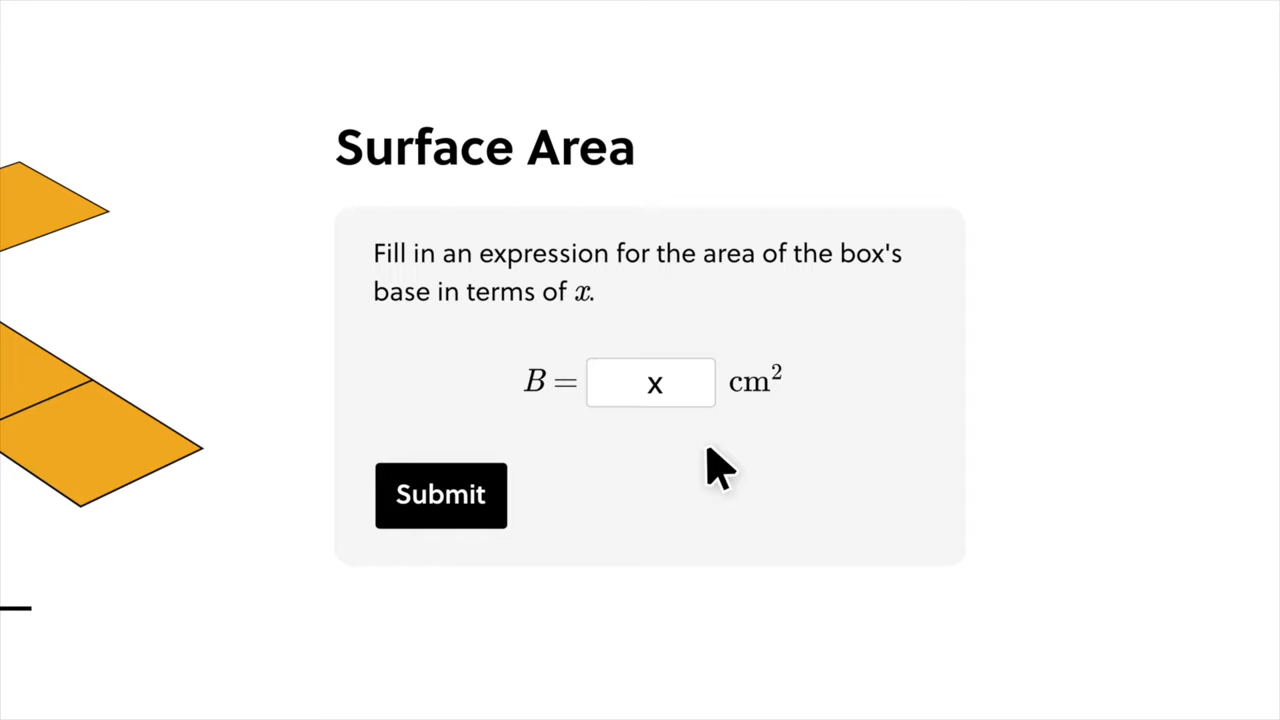 Surface Area
Fill in an expression for the area of the box's
base in terms of x.
B = x cm²
Submit